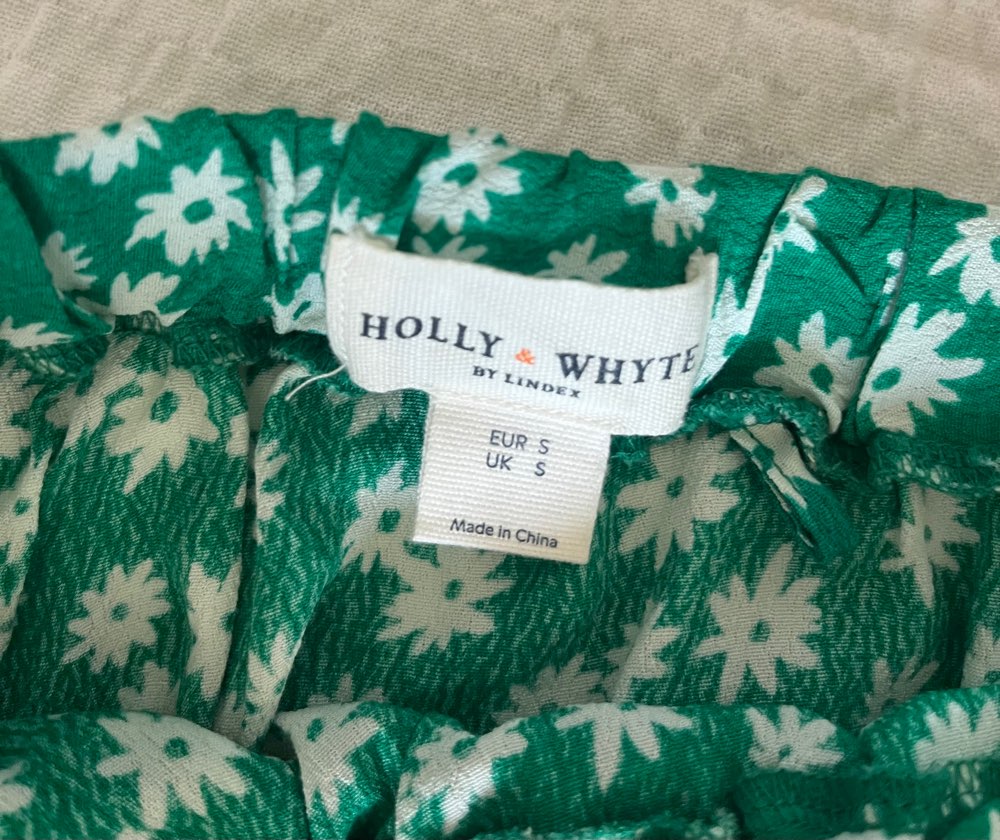 HOLLY & WHYTE
BY LINDEX
EUR S
UK S
Made in China